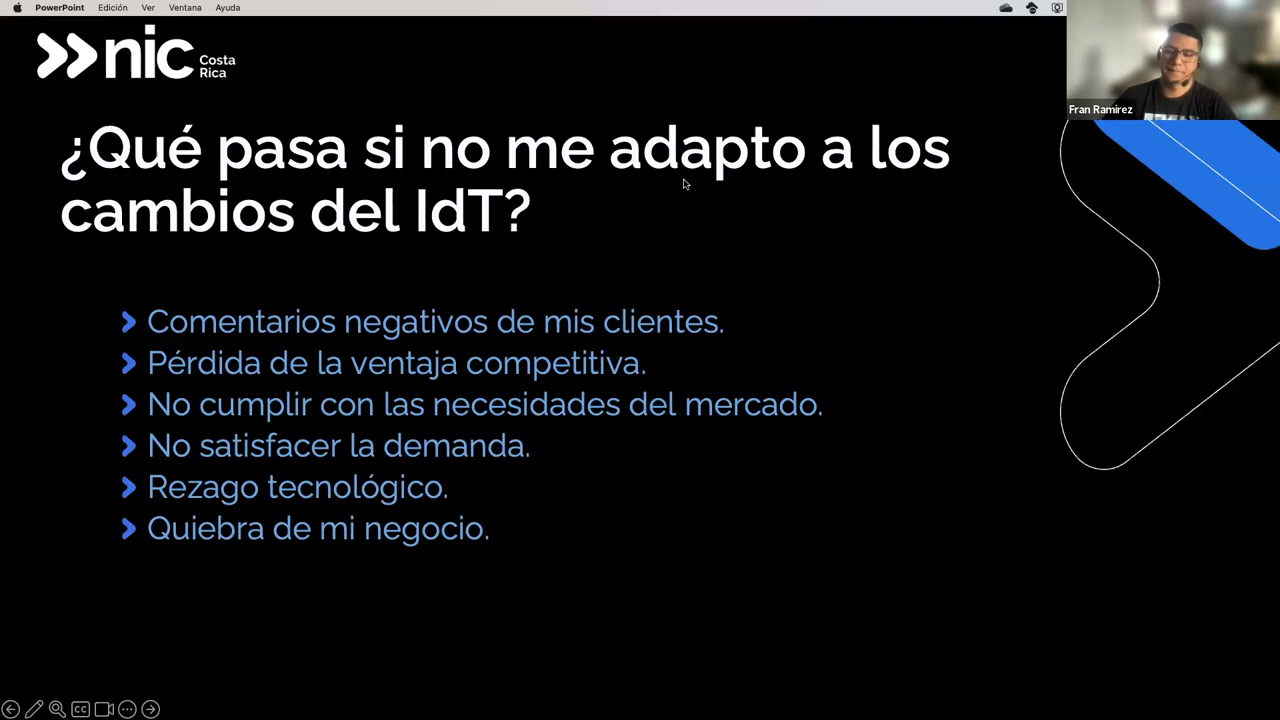 PowerPoint Edición Ver Ventana Ayuda
nic Costa Rica
Fran Ramirez
¿Qué pasa si no me adapto a los
cambios del IdT?
Comentarios negativos de mis clientes.
Pérdida de la ventaja competitiva.
No cumplir con las necesidades del mercado.
No satisfacer la demanda.
Rezago tecnológico.
Quiebra de mi negocio.
CC